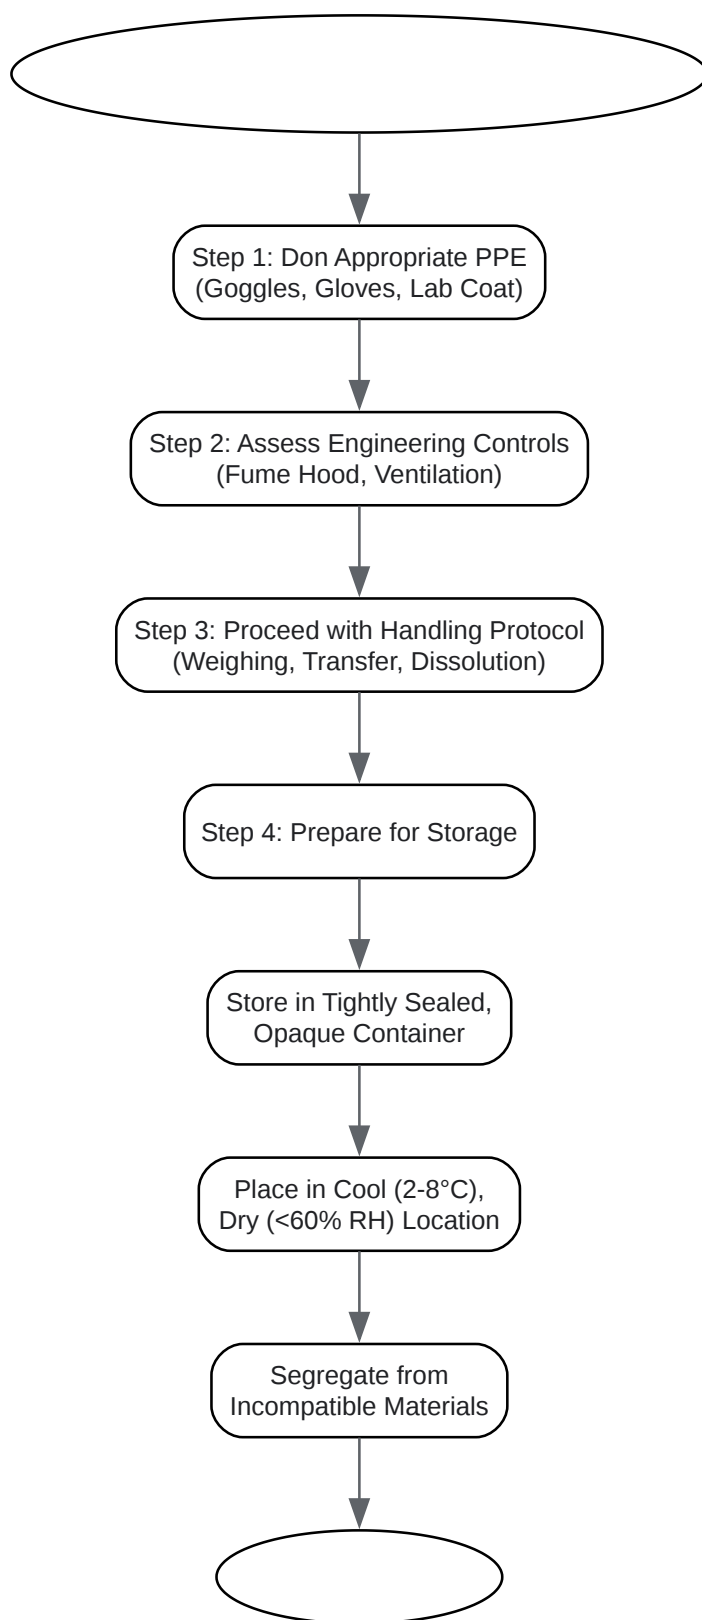 Step 1: Don Appropriate PPE
(Goggles, Gloves, Lab Coat)
Step 2: Assess Engineering Controls
(Fume Hood, Ventilation)
Step 3: Proceed with Handling Protocol
(Weighing, Transfer, Dissolution)
Step 4: Prepare for Storage
Store in Tightly Sealed,
Opaque Container
Place in Cool (2-8°C),
Dry (<60% RH) Location
Segregate from
Incompatible Materials